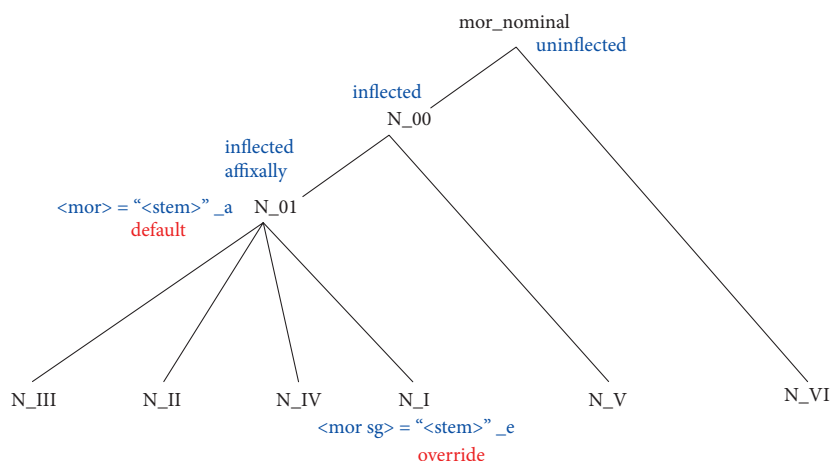 mor_nominal
uninflected
inflected
N_00
inflected
affixally
<mor> = “<stem>” _a N_01
default
N_III N_II N_IV N_I N_V N_VI
<mor sg> = “<stem>” _e
override